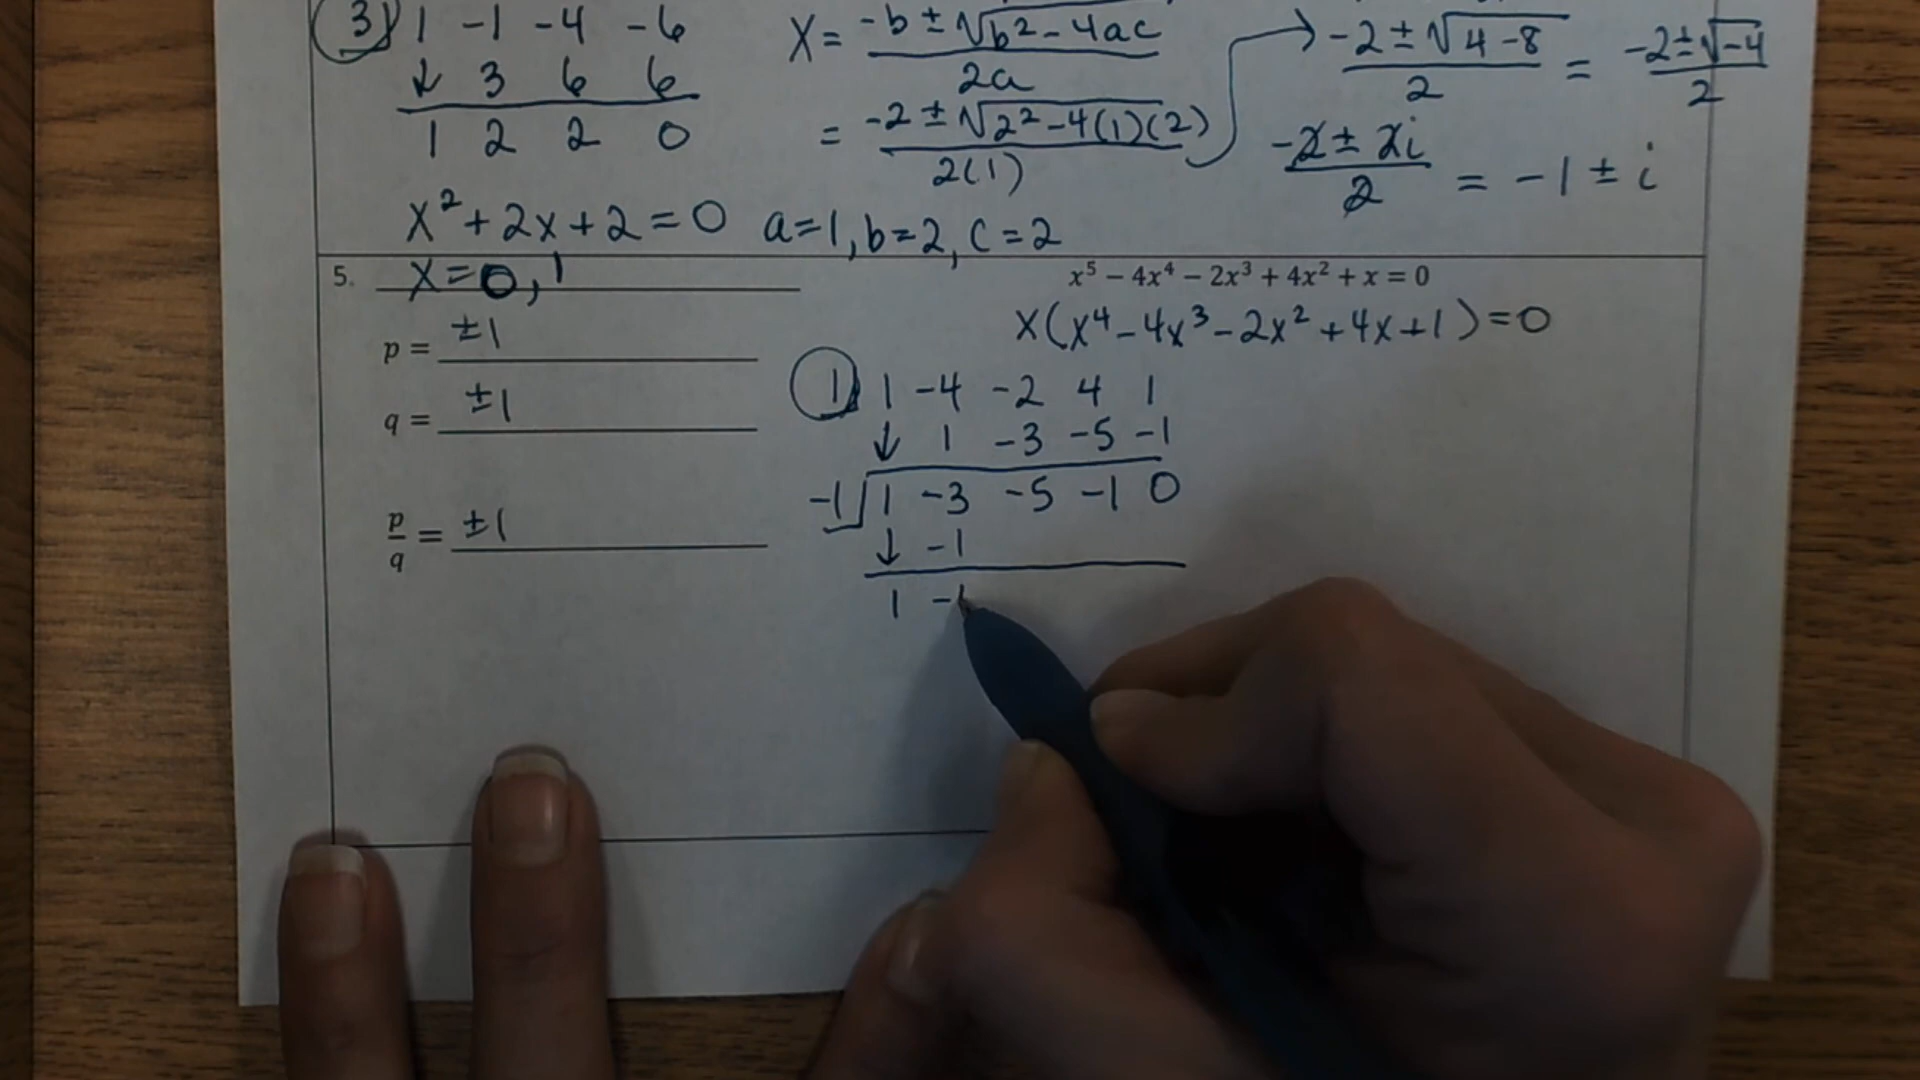 3 1 -1 -4 -6
↓ 3 6 6
1 2 2 0
x² + 2x + 2 = 0 a=1, b=2, c=2
x = -b ± √b² - 4ac / 2a
= -2 ± √2² - 4(1)(2) / 2(1)
-2 ± √4 - 8 / 2 = -2 ± √-4 / 2
-2 ± 2i / 2 = -1 ± i
5. x = 0, 1
x⁵ − 4x⁴ − 2x³ + 4x² + x = 0
x(x⁴ - 4x³ - 2x² + 4x + 1) = 0
p = ±1
q = ±1
p/q = ±1
1 1 -4 -2 4 1
↓ 1 -3 -5 -1
-1 1 -3 -5 -1 0
↓ -1
1